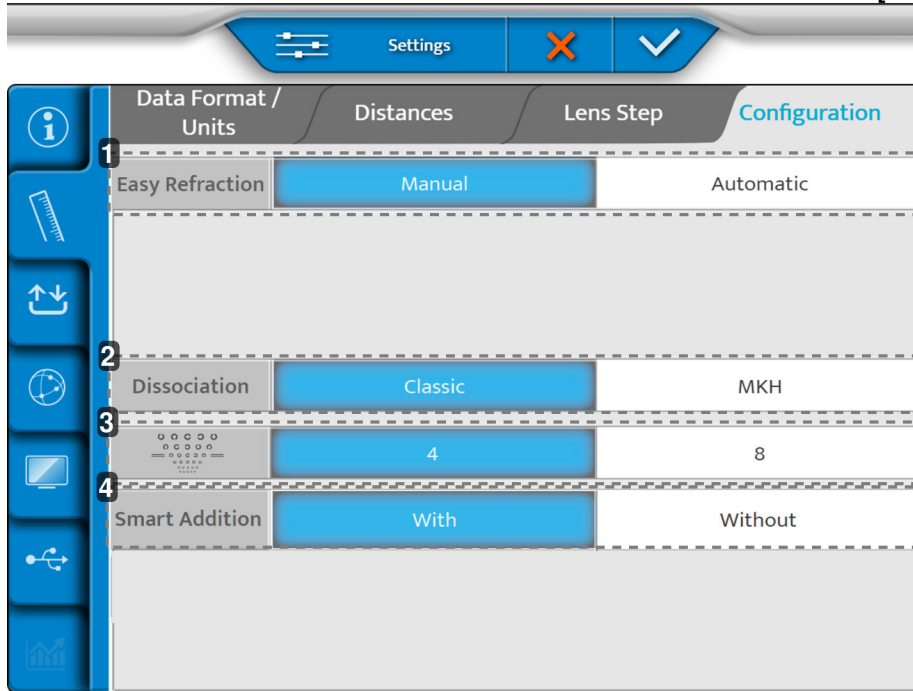 Settings
Data Format /
Units
Distances
Lens Step
Configuration
1
Easy Refraction
Manual
Automatic
2
Dissociation
Classic
MKH
3
4
8
4
Smart Addition
With
Without